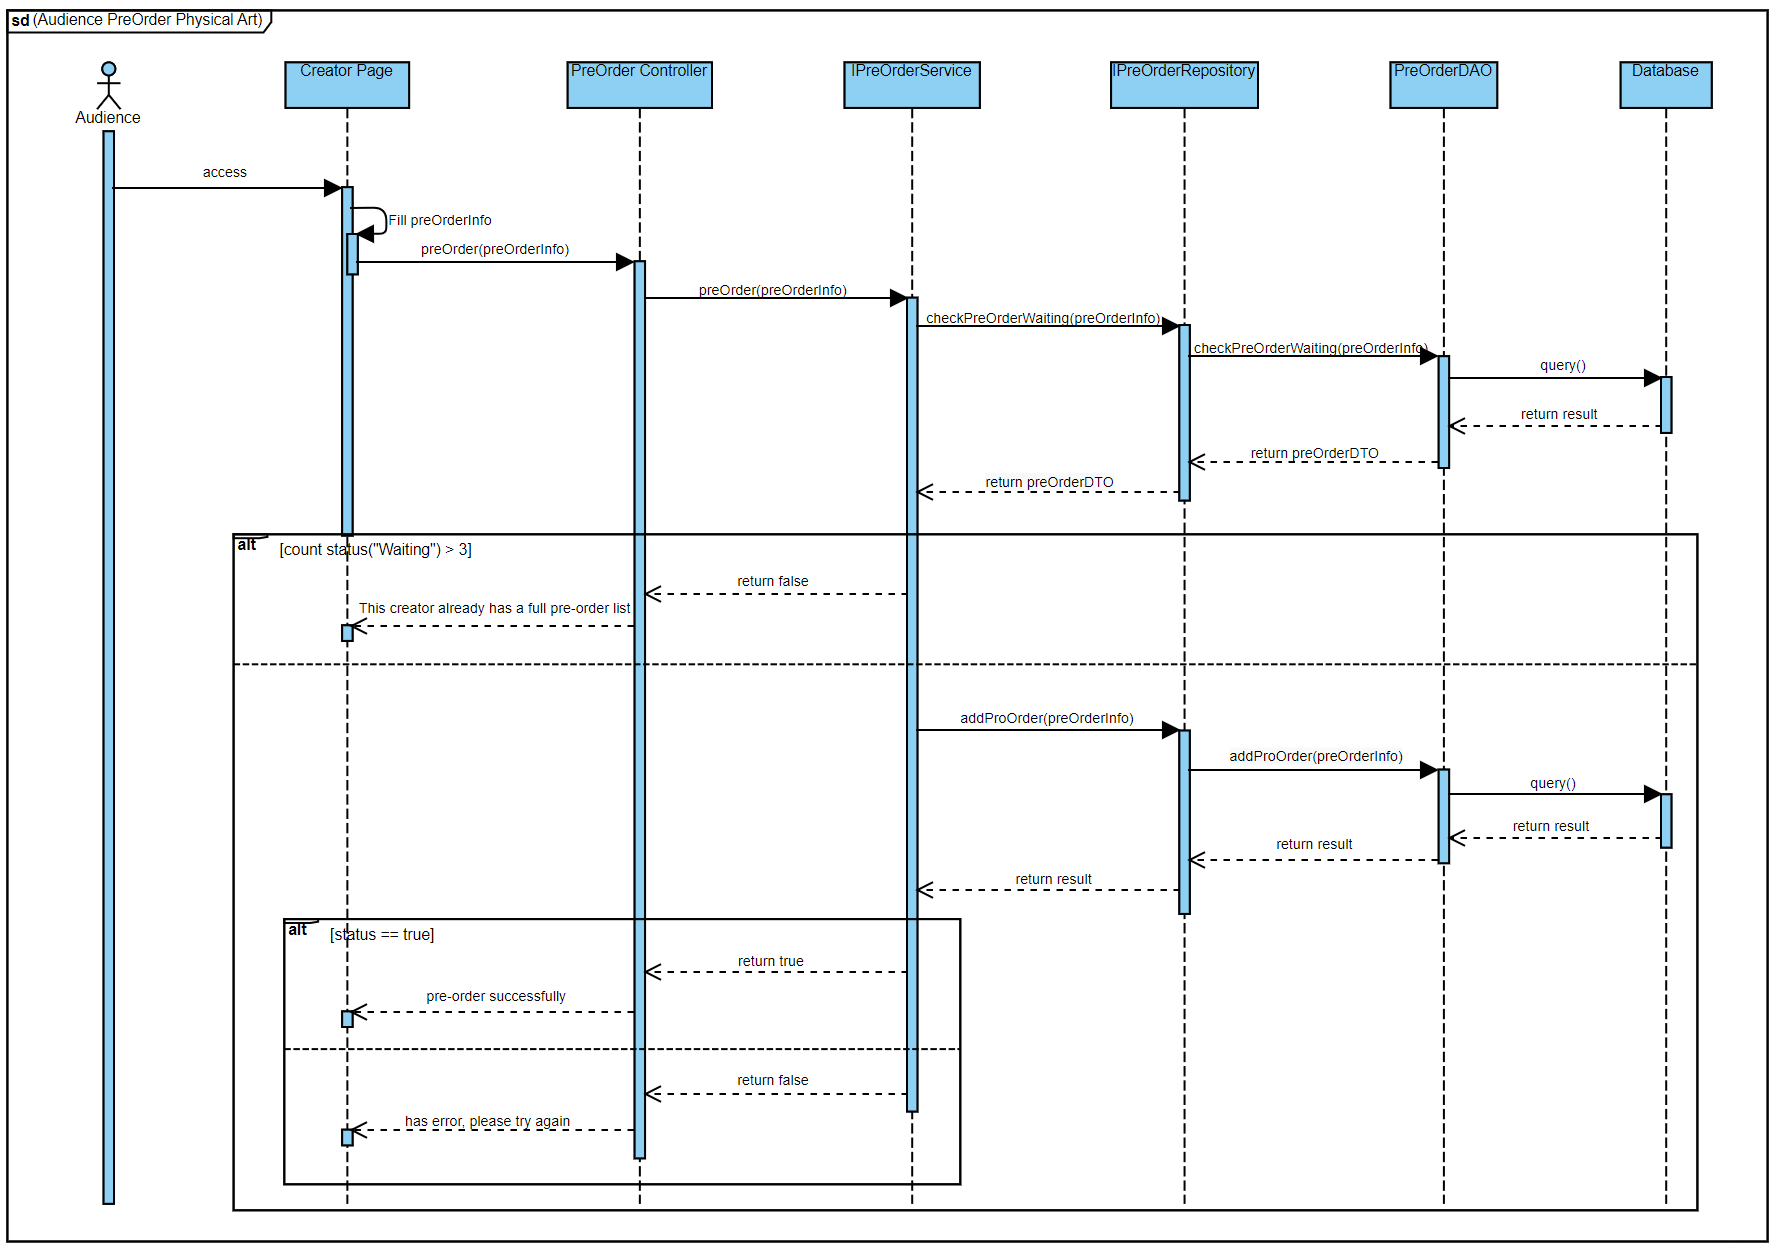 sd (Audience PreOrder Physical Art)
Creator Page
PreOrder Controller
IPreOrderService
IPreOrderRepository
PreOrderDAO
Database
Audience
access
Fill preOrderInfo
preOrder(preOrderInfo)
preOrder(preOrderInfo)
checkPreOrderWaiting(preOrderInfo)
checkPreOrderWaiting(preOrderInfo)
query()
return result
return preOrderDTO
return preOrderDTO
alt [count status("Waiting") > 3]
return false
This creator already has a full pre-order list
addProOrder(preOrderInfo)
addProOrder(preOrderInfo)
query()
return result
return result
return result
alt [status == true]
return true
pre-order successfully
return false
has error, please try again